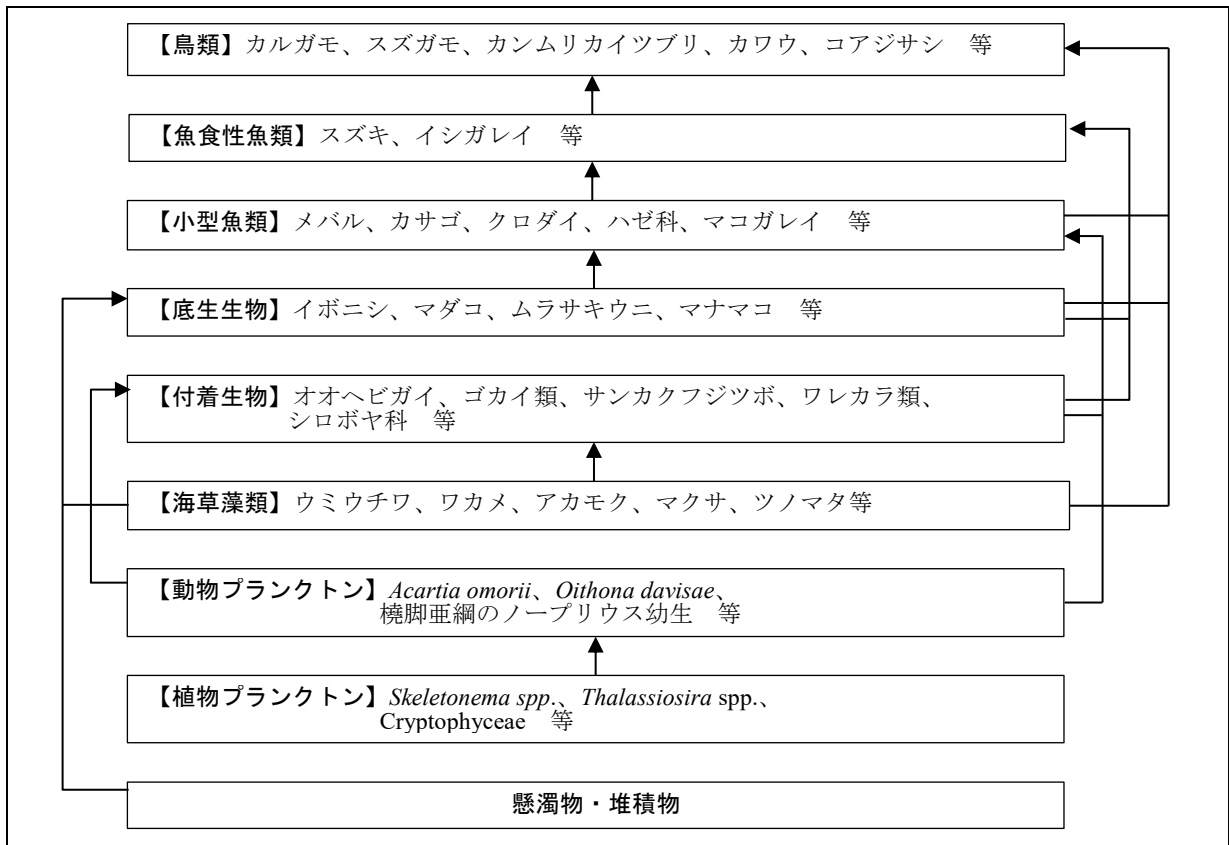 【鳥類】カルガモ、スズガモ、カンムリカイツブリ、カワウ、コアジサシ　等
【魚食性魚類】スズキ、イシガレイ　等
【小型魚類】メバル、カサゴ、クロダイ、ハゼ科、マコガレイ　等
【底生生物】イボニシ、マダコ、ムラサキウニ、マナマコ　等
【付着生物】オオヘビガイ、ゴカイ類、サンカクフジツボ、ワレカラ類、
シロボヤ科　等
【海草藻類】ウミウチワ、ワカメ、アカモク、マクサ、ツノマタ等
【動物プランクトン】Acartia omorii、Oithona davisae、
橈脚亜綱のノープリウス幼生　等
【植物プランクトン】Skeletonema spp.、Thalassiosira spp.、
Cryptophyceae　等
懸濁物・堆積物